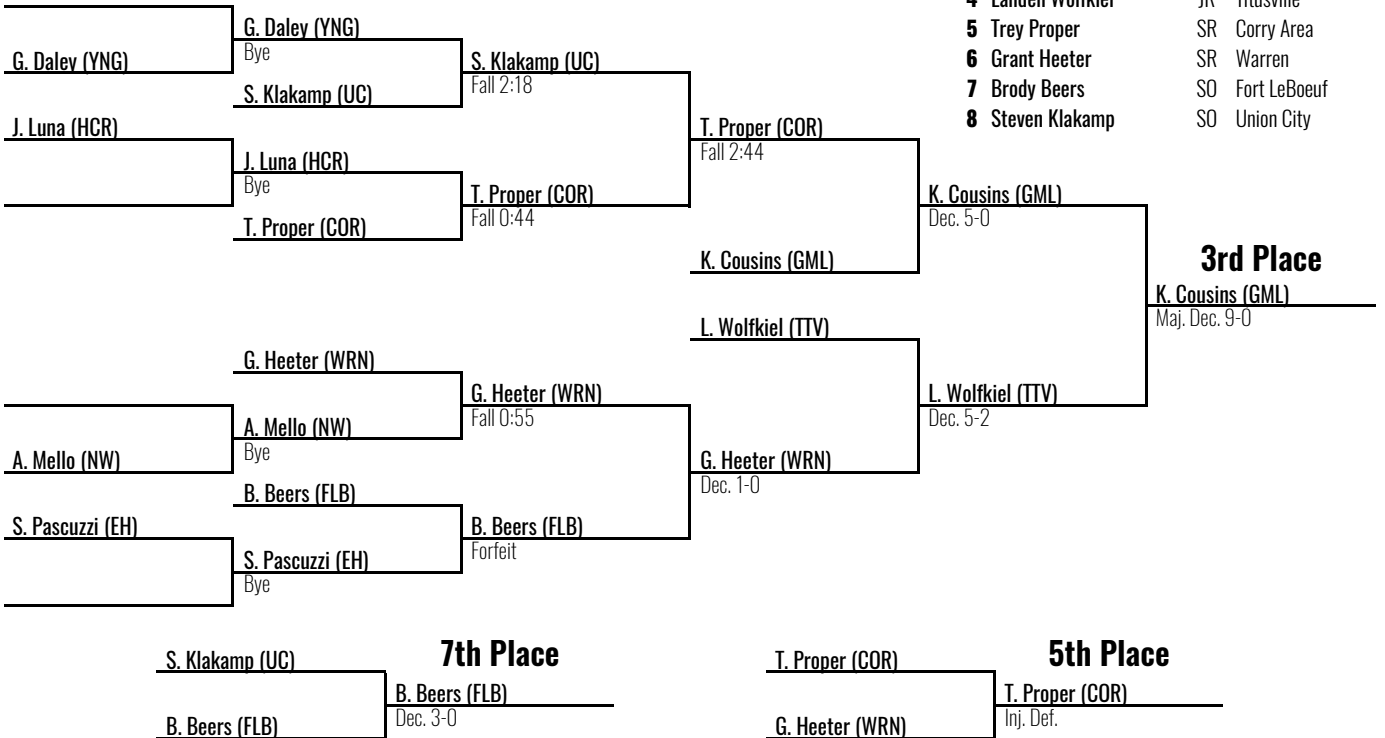 4 Landen Wolfkiel JR Titusville
5 Trey Proper SR Corry Area
6 Grant Heeter SR Warren
7 Brody Beers SO Fort LeBoeuf
8 Steven Klakamp SO Union City
G. Daley (YNG)
G. Daley (YNG)
Bye
S. Klakamp (UC)
S. Klakamp (UC)
Fall 2:18
J. Luna (HCR)
J. Luna (HCR)
Bye
T. Proper (COR)
T. Proper (COR)
Fall 0:44
T. Proper (COR)
Fall 2:44
K. Cousins (GML)
K. Cousins (GML)
Dec. 5-0
3rd Place
K. Cousins (GML)
Maj. Dec. 9-0
L. Wolfkiel (TTV)
L. Wolfkiel (TTV)
Dec. 5-2
G. Heeter (WRN)
G. Heeter (WRN)
Fall 0:55
A. Mello (NW)
A. Mello (NW)
Bye
G. Heeter (WRN)
Dec. 1-0
B. Beers (FLB)
B. Beers (FLB)
Forfeit
S. Pascuzzi (EH)
S. Pascuzzi (EH)
Bye
7th Place
S. Klakamp (UC)
B. Beers (FLB)
Dec. 3-0
B. Beers (FLB)
5th Place
T. Proper (COR)
T. Proper (COR)
Inj. Def.
G. Heeter (WRN)